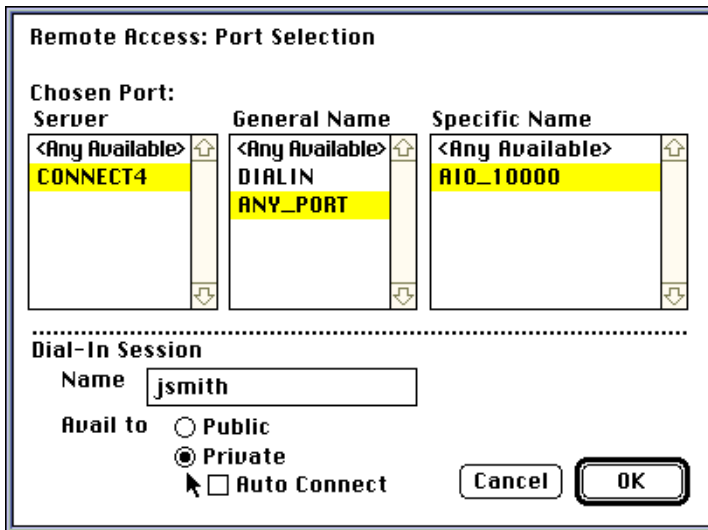 Remote Access: Port Selection
Chosen Port:
Server General Name Specific Name
<Any Available> <Any Available> <Any Available>
CONNECT4 DIALIN AIO_10000
ANY_PORT
Dial-In Session
Name jsmith
Avail to Public
Private
Auto Connect Cancel OK